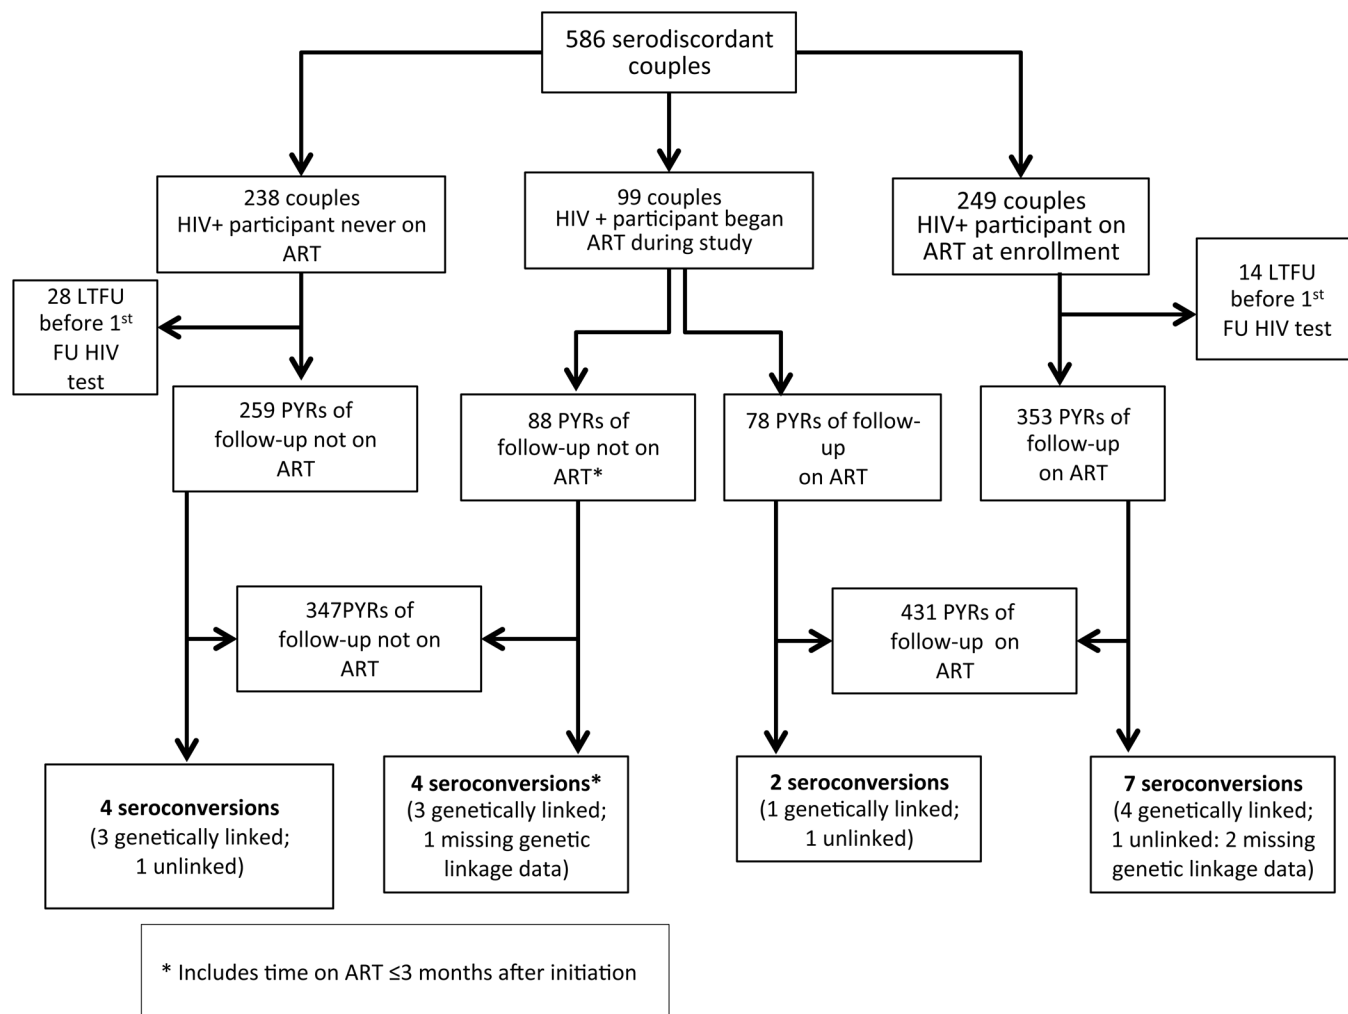 586 serodiscordant
couples
238 couples
HIV+ participant never on
ART
99 couples
HIV + participant began
ART during study
249 couples
HIV+ participant on
ART at enrollment
28 LTFU
before 1st
FU HIV
test
14 LTFU
before 1st
FU HIV test
259 PYRs of
follow-up not on
ART
88 PYRs of
follow-up not on
ART*
78 PYRs of follow-
up
on ART
353 PYRs of
follow-up
on ART
347PYRs of
follow-up not on
ART
431 PYRs of
follow-up on
ART
4 seroconversions
(3 genetically linked;
1 unlinked)
4 seroconversions*
(3 genetically linked;
1 missing genetic
linkage data)
2 seroconversions
(1 genetically linked;
1 unlinked)
7 seroconversions
(4 genetically linked;
1 unlinked: 2 missing
genetic linkage data)
* Includes time on ART ≤3 months after initiation